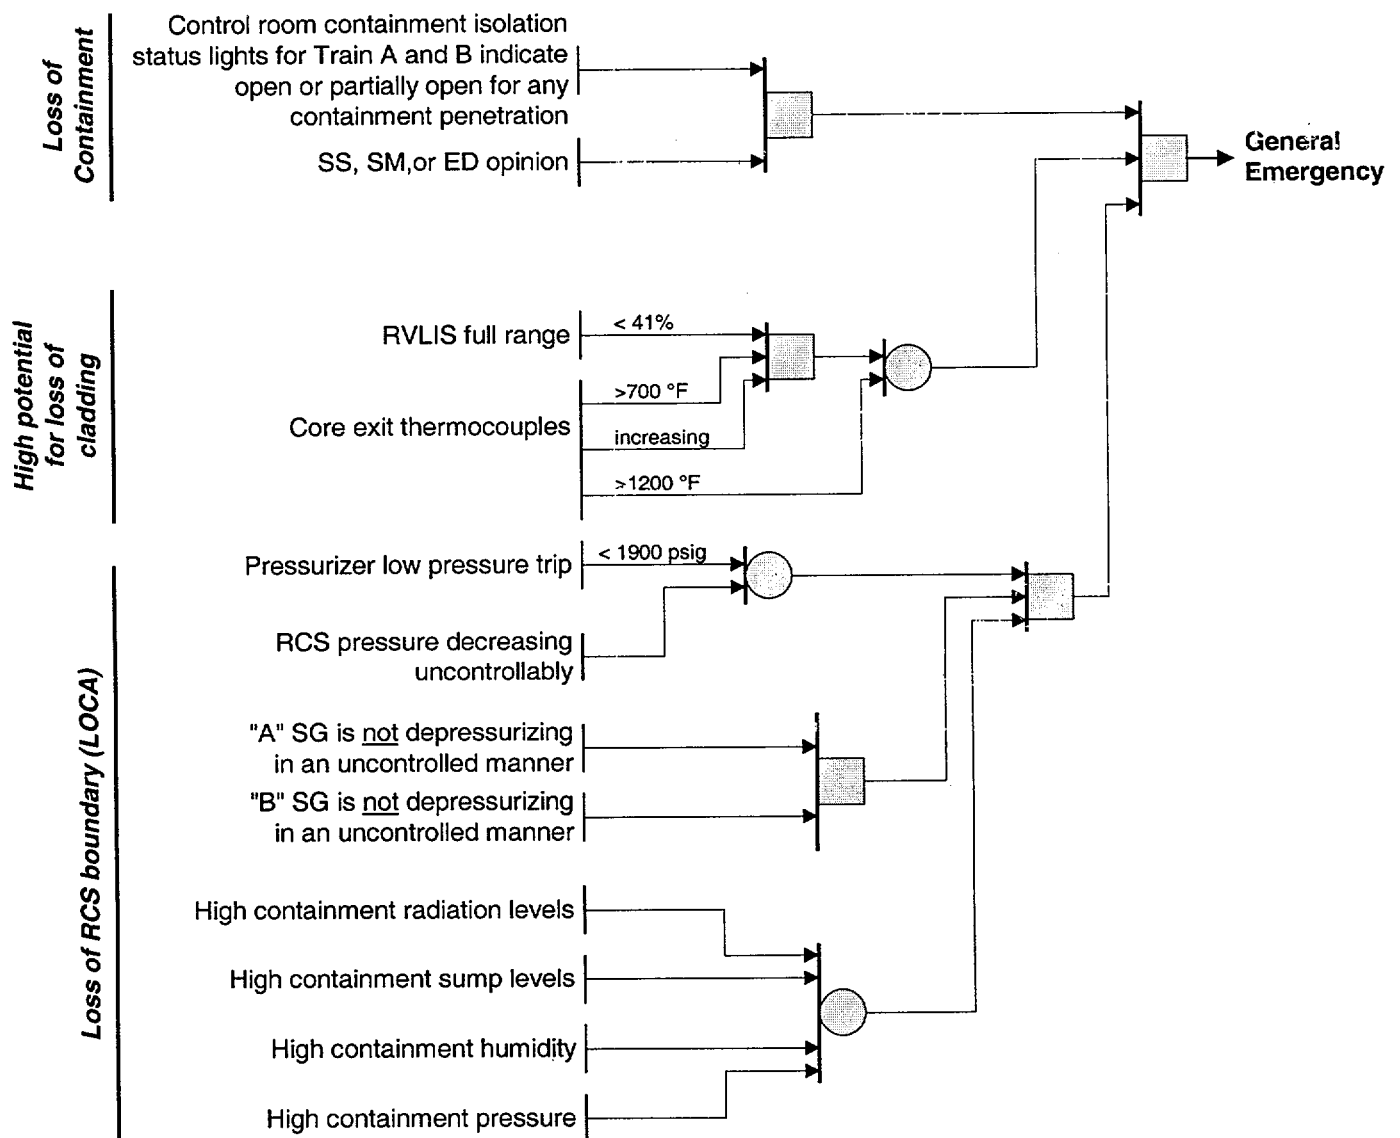 Loss of
Containment
Control room containment isolation
status lights for Train A and B indicate
open or partially open for any
containment penetration
SS, SM,or ED opinion
General
Emergency
High potential
for loss of
cladding
RVLIS full range
< 41%
Core exit thermocouples
>700 °F
increasing
>1200 °F
Loss of RCS boundary (LOCA)
Pressurizer low pressure trip
< 1900 psig
RCS pressure decreasing
uncontrollably
"A" SG is not depressurizing
in an uncontrolled manner
"B" SG is not depressurizing
in an uncontrolled manner
High containment radiation levels
High containment sump levels
High containment humidity
High containment pressure